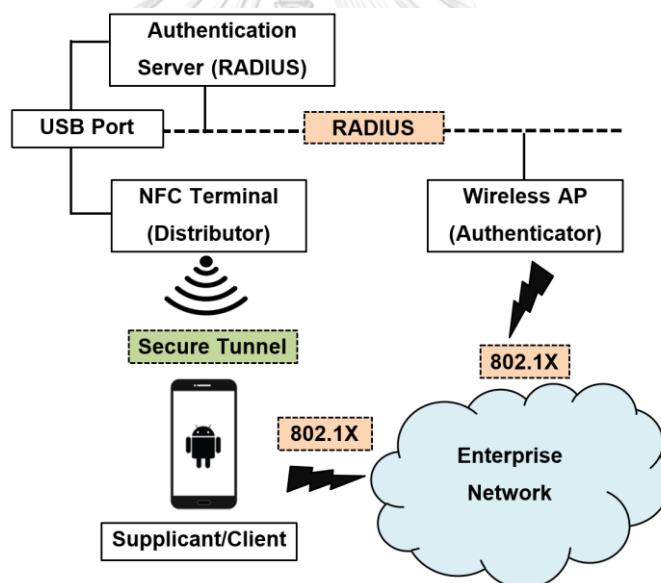 Authentication
Server (RADIUS)
USB Port
RADIUS
NFC Terminal
(Distributor)
Wireless AP
(Authenticator)
Secure Tunnel
802.1X
802.1X
Enterprise
Network
Supplicant/Client